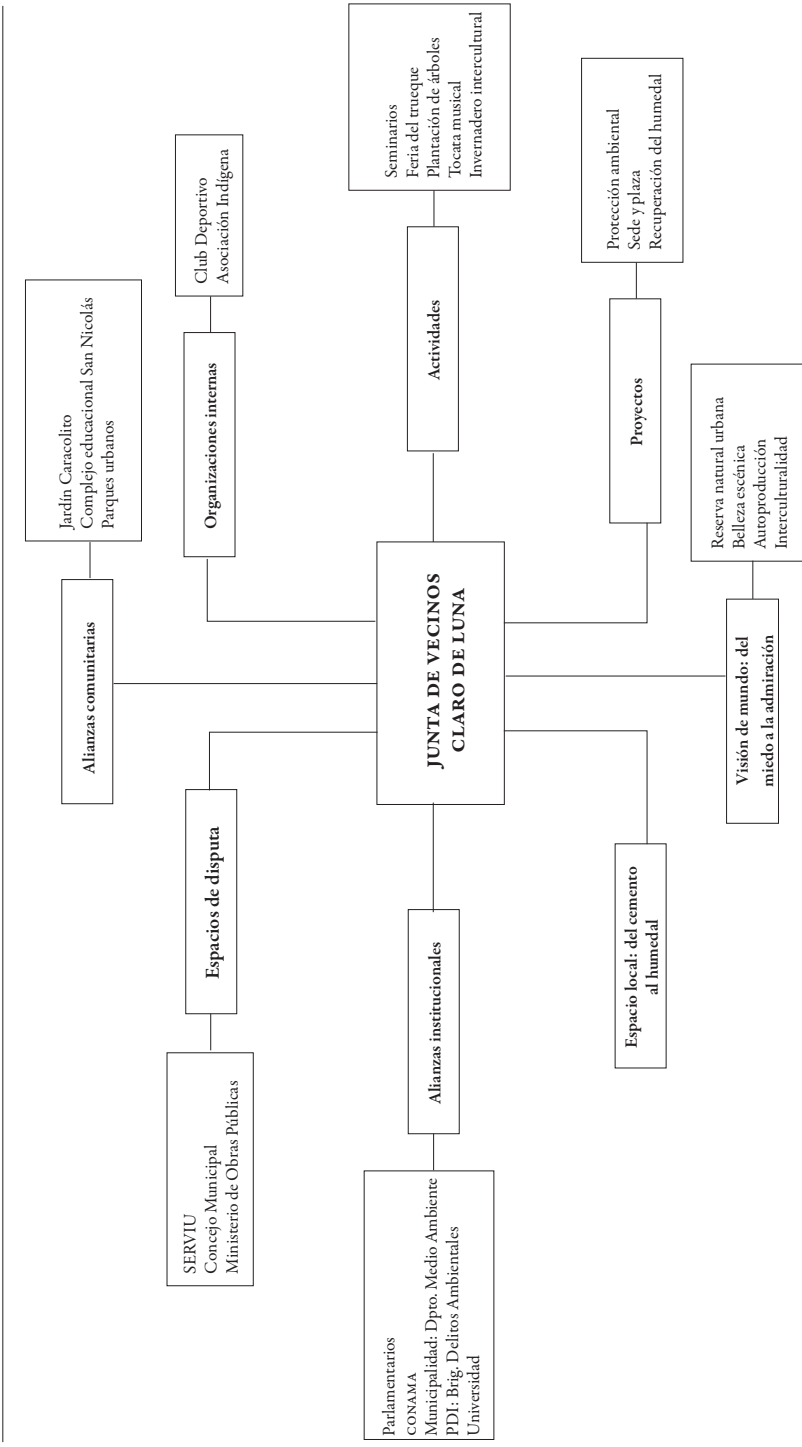 SERVIU
Concejo Municipal
Ministerio de Obras Públicas
Espacios de disputa
Alianzas comunitarias
Jardín Caracolito
Complejo educacional San Nicolás
Parques urbanos
Organizaciones internas
Club Deportivo
Asociación Indígena
Parlamentarios
CONAMA
Municipalidad: Dpto. Medio Ambiente
PDI: Brig. Delitos Ambientales
Universidad
Alianzas institucionales
JUNTA DE VECINOS
CLARO DE LUNA
Actividades
Seminarios
Feria del trueque
Plantación de árboles
Tocata musical
Invernadero intercultural
Espacio local: del cemento
al humedal
Visión de mundo: del
miedo a la admiración
Reserva natural urbana
Belleza escénica
Autoproducción
Interculturalidad
Proyectos
Protección ambiental
Sede y plaza
Recuperación del humedal